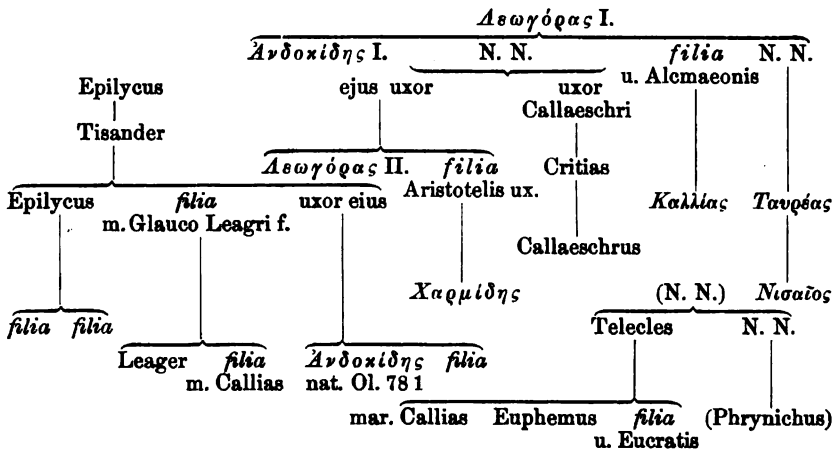 Λεωγόρας I.
Ἀνδοκίδης I. N. N. filia N. N.
u. Alcmaeonis
Epilycus ejus uxor uxor
Callaeschri
Tisander
Λεωγόρας II. filia Critias
Aristotelis ux.
Epilycus filia uxor eius Καλλίας Ταυρέας
m. Glauco Leagri f.
Callaeschrus
Χαρμίδης (N. N.) Νισαῖος
filia filia Telecles N. N.
Leager filia Ἀνδοκίδης filia
m. Callias nat. Ol. 78 1
mar. Callias Euphemus filia (Phrynichus)
u. Eucratis